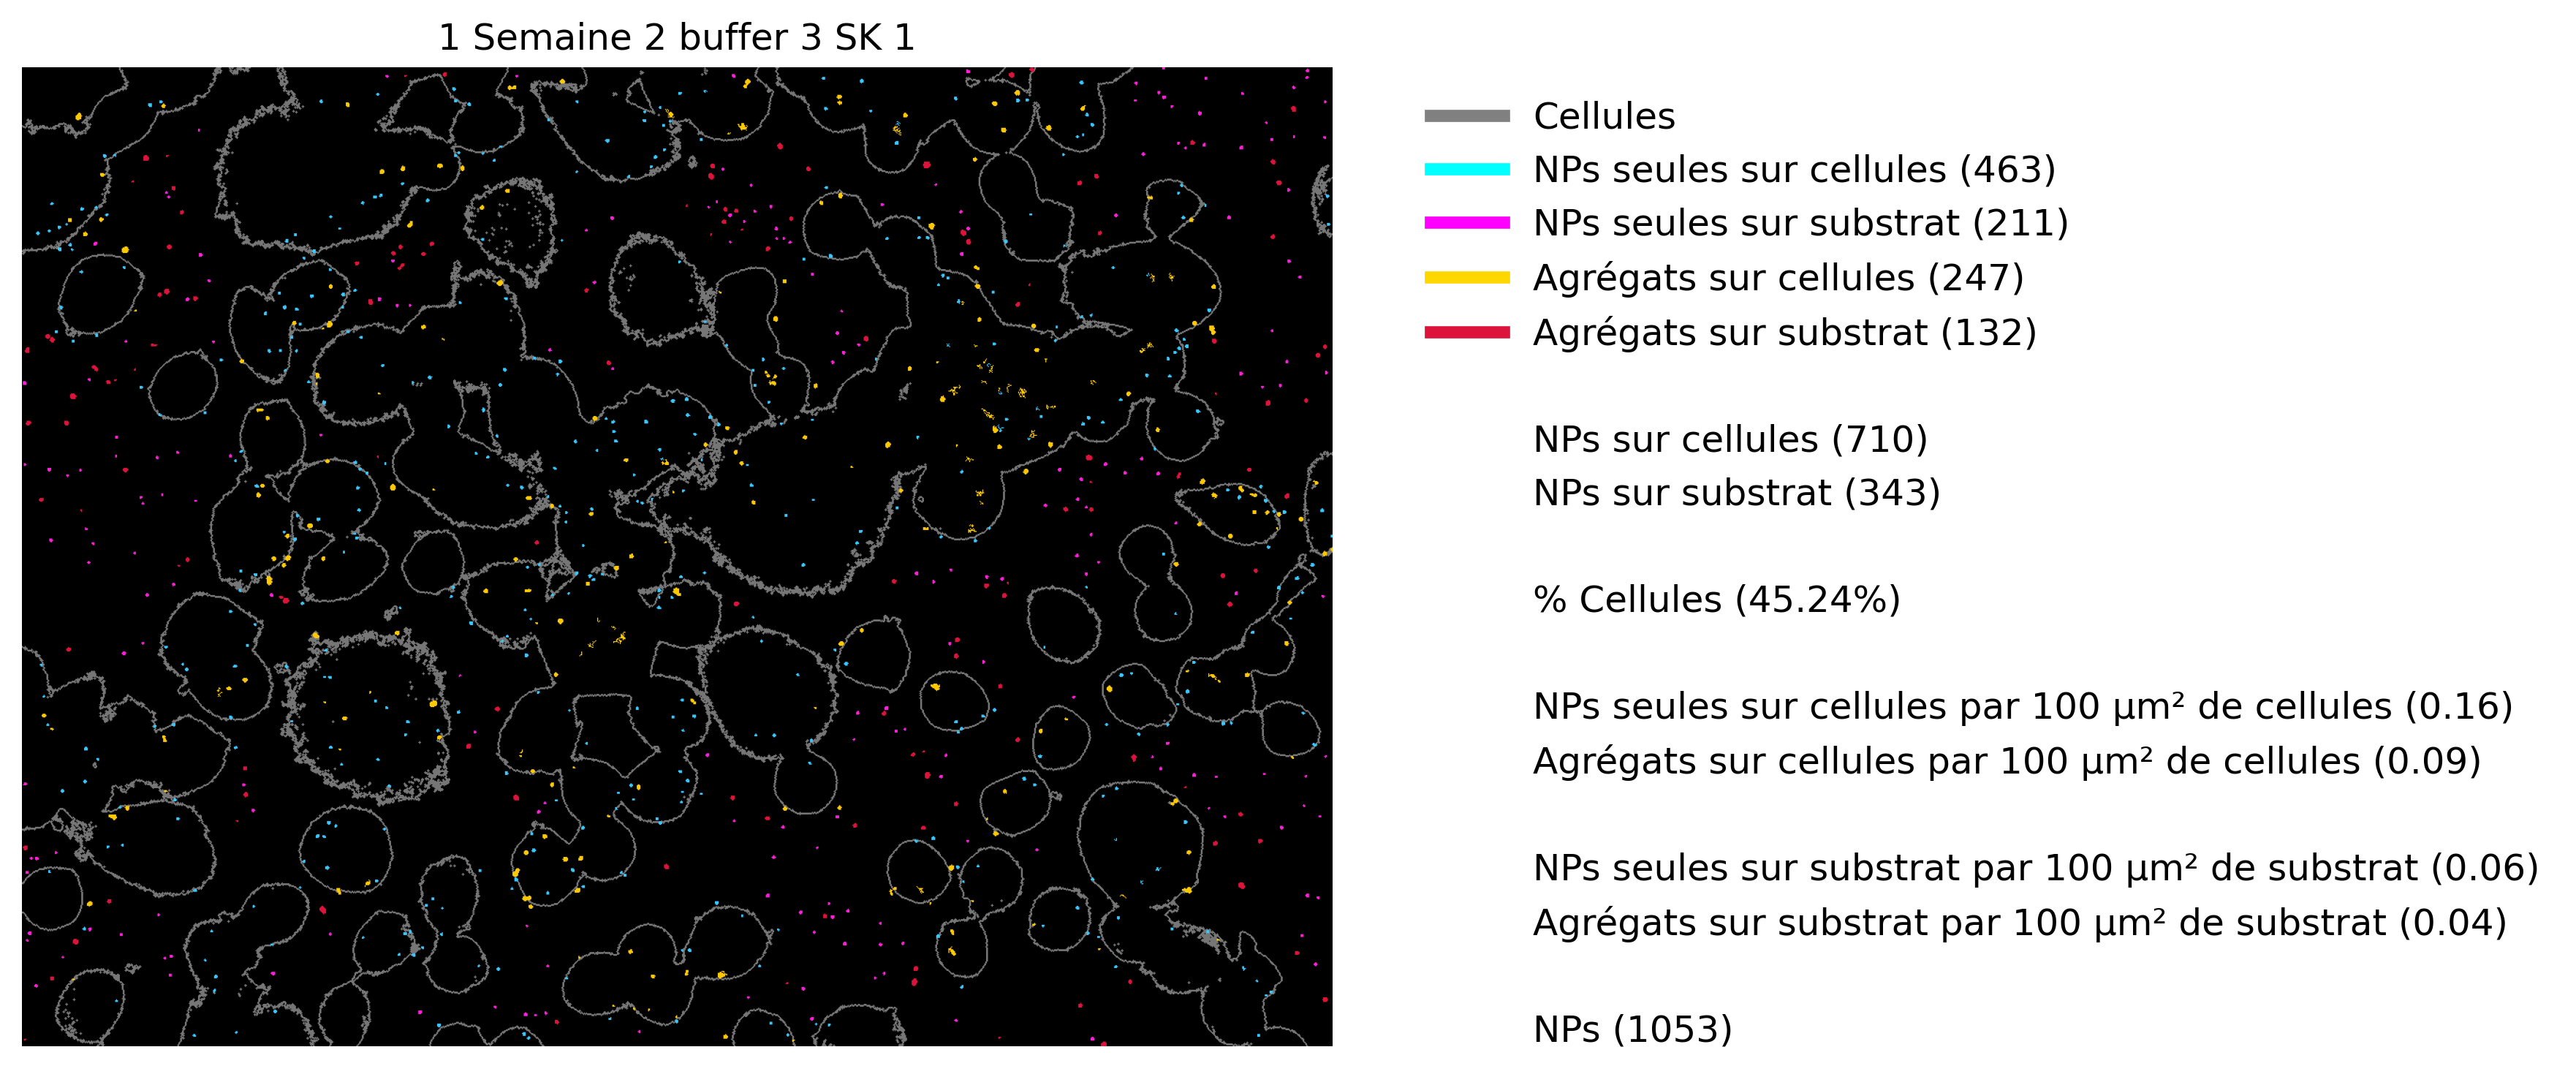 1 Semaine 2 buffer 3 SK 1
Cellules
NPs seules sur cellules (463)
NPs seules sur substrat (211)
Agrégats sur cellules (247)
Agrégats sur substrat (132)
NPs sur cellules (710)
NPs sur substrat (343)
% Cellules (45.24%)
NPs seules sur cellules par 100 µm² de cellules (0.16)
Agrégats sur cellules par 100 µm² de cellules (0.09)
NPs seules sur substrat par 100 µm² de substrat (0.06)
Agrégats sur substrat par 100 µm² de substrat (0.04)
NPs (1053)